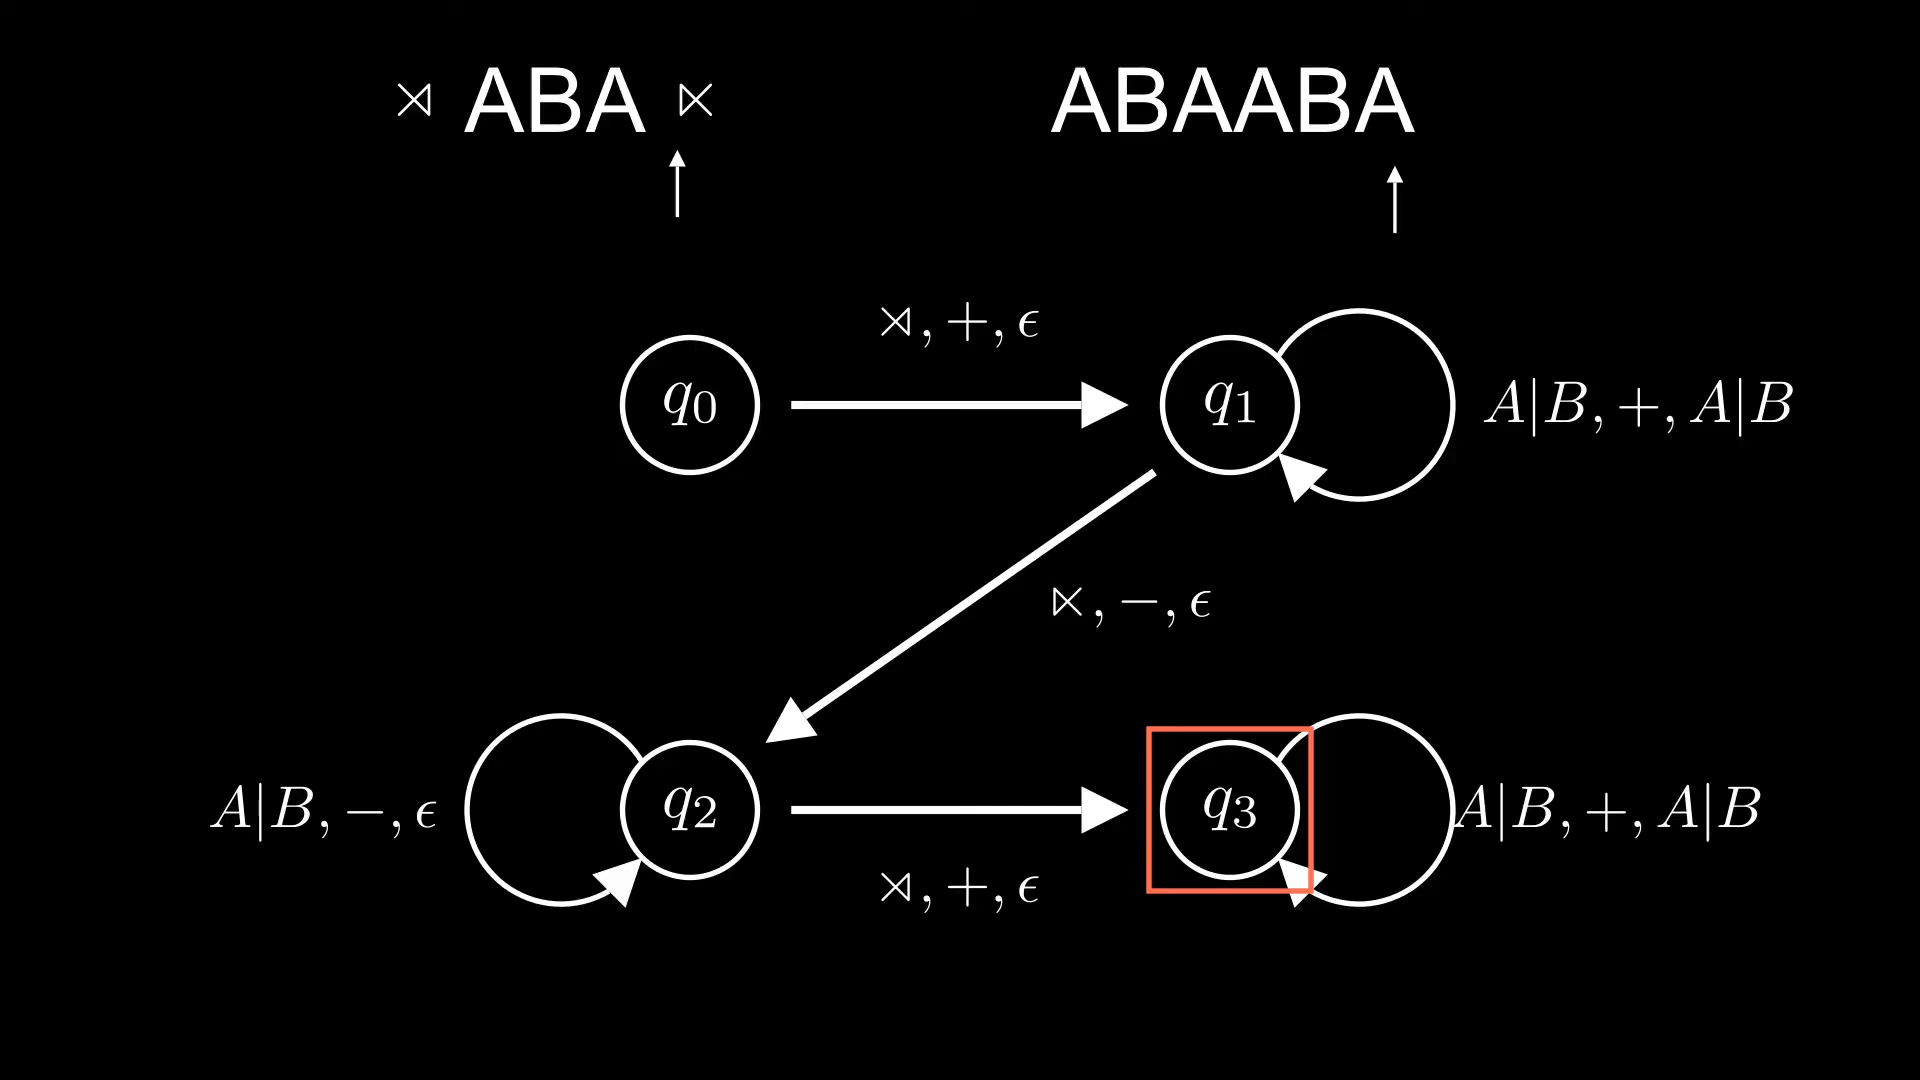 ⋊ ABA ⋉ ABAABA
⋊, +, ϵ
q₀
q₁
A|B, +, A|B
⋉, −, ϵ
A|B, −, ϵ
q₂
q₃
A|B, +, A|B
⋊, +, ϵ